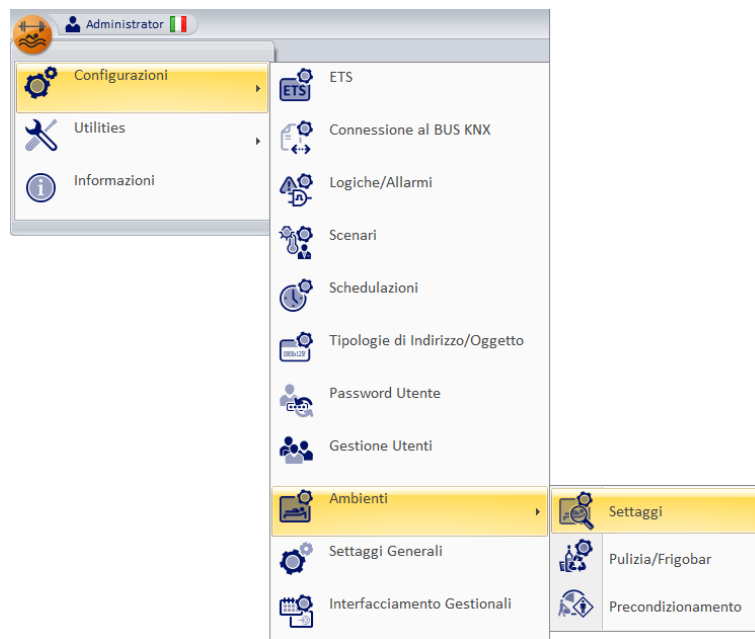 Administrator
Configurazioni
Utilities
Informazioni
ETS
ETS
Connessione al BUS KNX
Logiche/Allarmi
Scenari
Schedulazioni
Tipologie di Indirizzo/Oggetto
Password Utente
Gestione Utenti
Ambienti
Settaggi Generali
Interfacciamento Gestionali
Settaggi
Pulizia/Frigobar
Precondizionamento